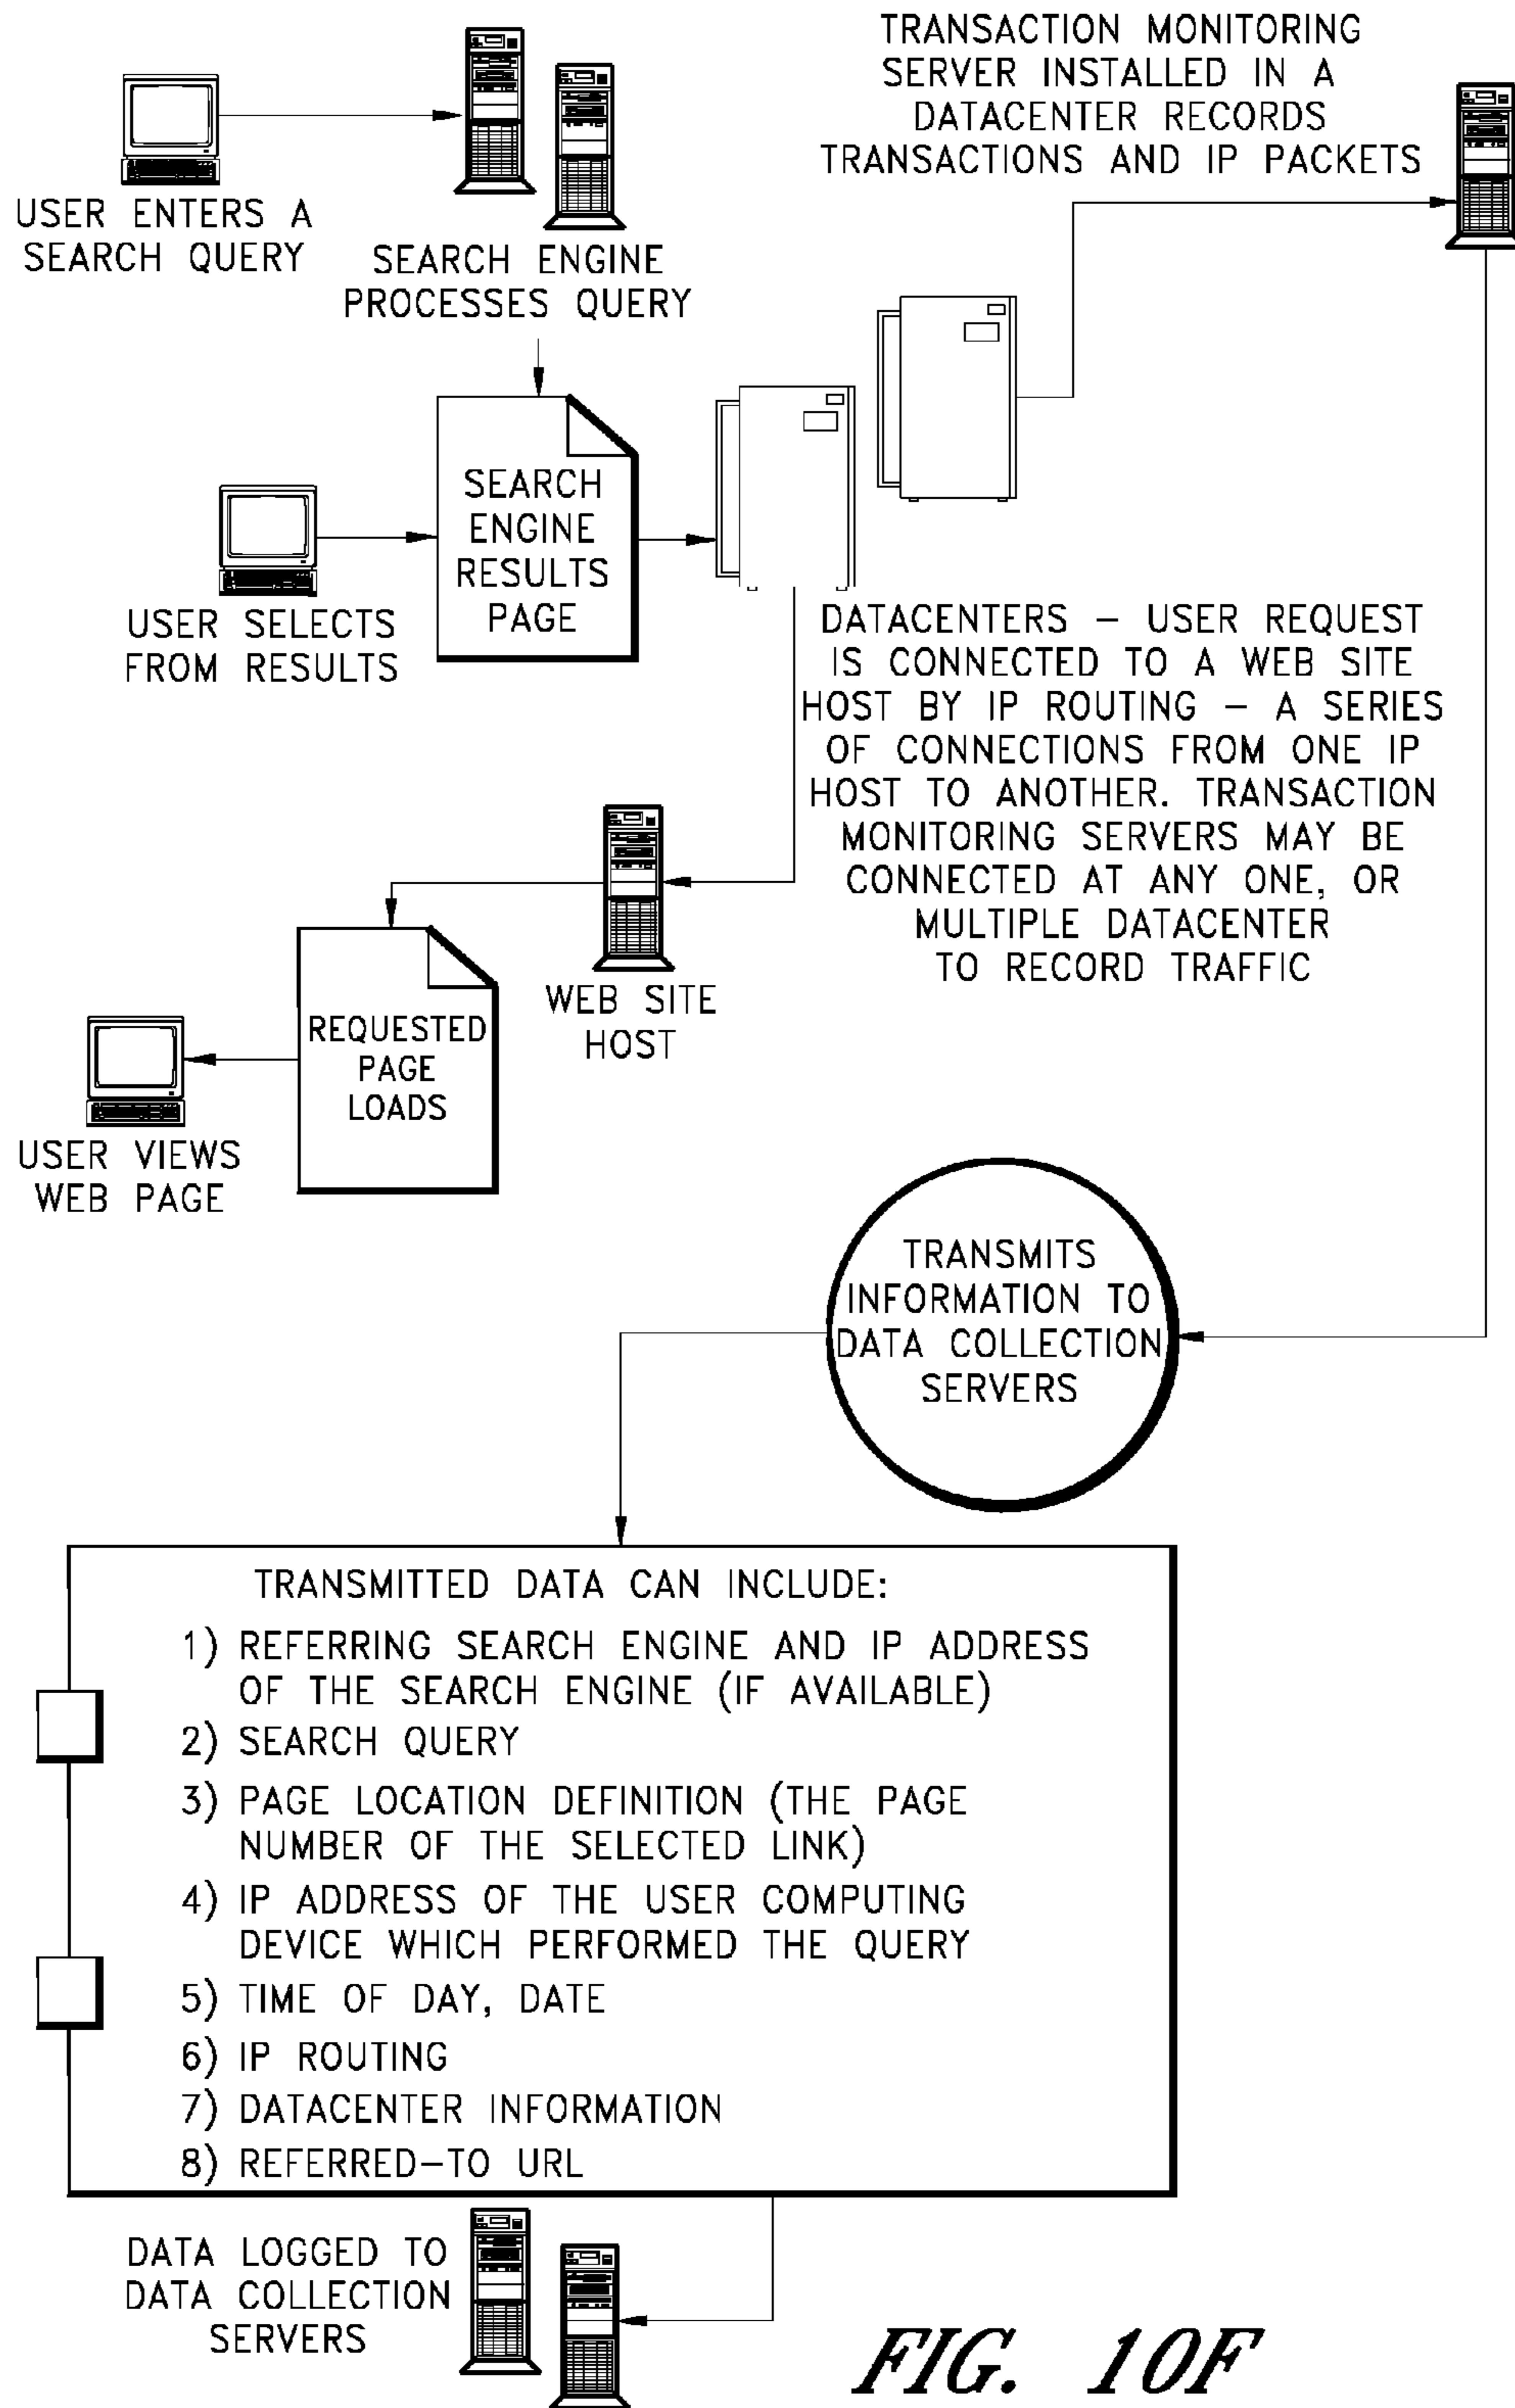 TRANSACTION MONITORING
SERVER INSTALLED IN A
DATACENTER RECORDS
TRANSACTIONS AND IP PACKETS
USER ENTERS A
SEARCH QUERY
SEARCH ENGINE
PROCESSES QUERY
SEARCH
ENGINE
RESULTS
PAGE
USER SELECTS
FROM RESULTS
DATACENTERS – USER REQUEST
IS CONNECTED TO A WEB SITE
HOST BY IP ROUTING – A SERIES
OF CONNECTIONS FROM ONE IP
HOST TO ANOTHER. TRANSACTION
MONITORING SERVERS MAY BE
CONNECTED AT ANY ONE, OR
MULTIPLE DATACENTER
TO RECORD TRAFFIC
WEB SITE
HOST
REQUESTED
PAGE
LOADS
USER VIEWS
WEB PAGE
TRANSMITS
INFORMATION TO
DATA COLLECTION
SERVERS
TRANSMITTED DATA CAN INCLUDE:
1) REFERRING SEARCH ENGINE AND IP ADDRESS
OF THE SEARCH ENGINE (IF AVAILABLE)
2) SEARCH QUERY
3) PAGE LOCATION DEFINITION (THE PAGE
NUMBER OF THE SELECTED LINK)
4) IP ADDRESS OF THE USER COMPUTING
DEVICE WHICH PERFORMED THE QUERY
5) TIME OF DAY, DATE
6) IP ROUTING
7) DATACENTER INFORMATION
8) REFERRED–TO URL
DATA LOGGED TO
DATA COLLECTION
SERVERS
FIG. 10F